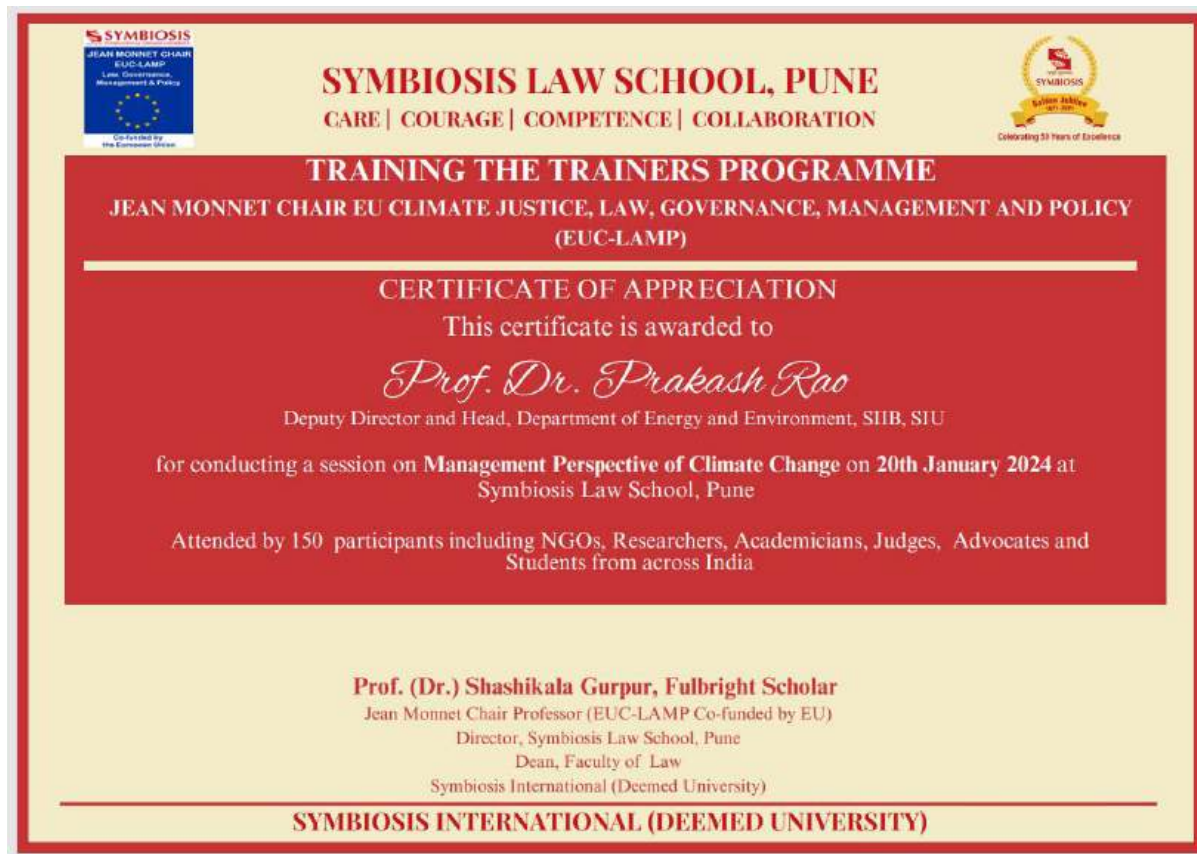 SYMBIOSIS
JEAN MONNET CHAIR
EUC-LAMP
Law, Governance,
Management & Policy
Co-funded by
the European Union
SYMBIOSIS LAW SCHOOL, PUNE
CARE | COURAGE | COMPETENCE | COLLABORATION
SYMBIOSIS
Golden Jubilee
1971-2021
Celebrating 50 Years of Excellence
TRAINING THE TRAINERS PROGRAMME
JEAN MONNET CHAIR EU CLIMATE JUSTICE, LAW, GOVERNANCE, MANAGEMENT AND POLICY
(EUC-LAMP)
CERTIFICATE OF APPRECIATION
This certificate is awarded to
Prof. Dr. Prakash Rao
Deputy Director and Head, Department of Energy and Environment, SIIB, SIU
for conducting a session on Management Perspective of Climate Change on 20th January 2024 at
Symbiosis Law School, Pune
Attended by 150 participants including NGOs, Researchers, Academicians, Judges, Advocates and
Students from across India
Prof. (Dr.) Shashikala Gurpur, Fulbright Scholar
Jean Monnet Chair Professor (EUC-LAMP Co-funded by EU)
Director, Symbiosis Law School, Pune
Dean, Faculty of Law
Symbiosis International (Deemed University)
SYMBIOSIS INTERNATIONAL (DEEMED UNIVERSITY)